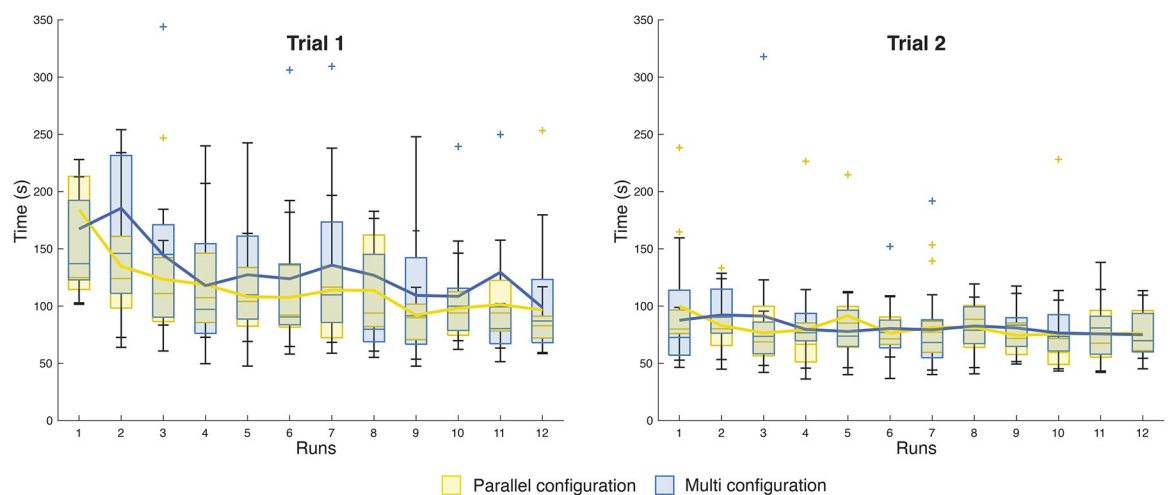 Trial 1
350
300
250
200
150
100
50
0
Time (s)
1 2 3 4 5 6 7 8 9 10 11 12
Runs
Trial 2
350
300
250
200
150
100
50
0
Time (s)
1 2 3 4 5 6 7 8 9 10 11 12
Runs
Parallel configuration
Multi configuration